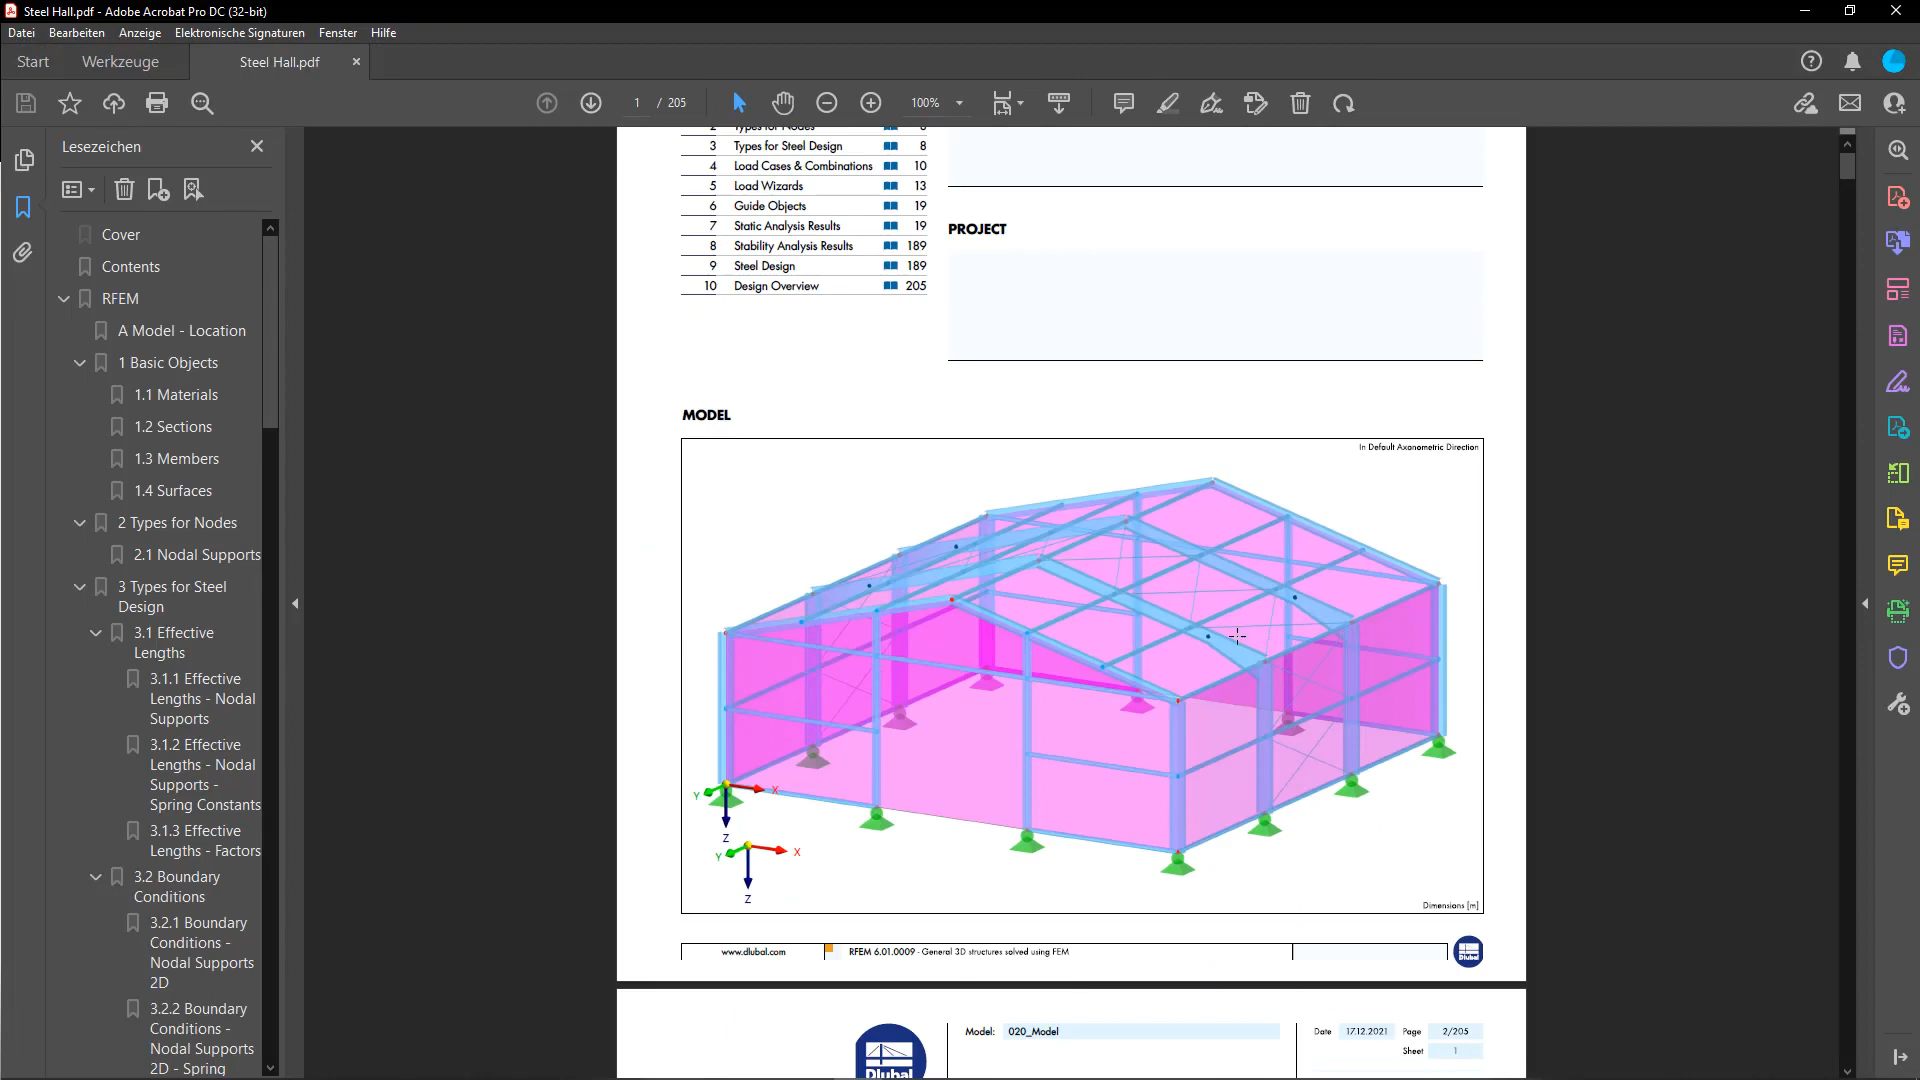 Steel Hall.pdf - Adobe Acrobat Pro DC (32-bit)
Datei Bearbeiten Anzeige Elektronische Signaturen Fenster Hilfe
Start Werkzeuge Steel Hall.pdf
1 / 205 100%
Lesezeichen
Cover
Contents
RFEM
A Model - Location
1 Basic Objects
1.1 Materials
1.2 Sections
1.3 Members
1.4 Surfaces
2 Types for Nodes
2.1 Nodal Supports
3 Types for Steel
Design
3.1 Effective
Lengths
3.1.1 Effective
Lengths - Nodal
Supports
3.1.2 Effective
Lengths - Nodal
Supports -
Spring Constants
3.1.3 Effective
Lengths - Factors
3.2 Boundary
Conditions
3.2.1 Boundary
Conditions -
Nodal Supports
2D
3.2.2 Boundary
Conditions -
Nodal Supports
2D - Spring
2 Types for Nodes
3 Types for Steel Design 8
4 Load Cases & Combinations 10
5 Load Wizards 13
6 Guide Objects 19
7 Static Analysis Results 19
8 Stability Analysis Results 189
9 Steel Design 189
10 Design Overview 205
PROJECT
MODEL
In Default Axonometric Direction
Y X
Z
Y X
Z
Dimensions [m]
www.dlubal.com RFEM 6.01.0009 - General 3D structures solved using FEM
Dlubal
Dlubal
Model: 020_Model
Date 17.12.2021 Page 2/205
Sheet 1